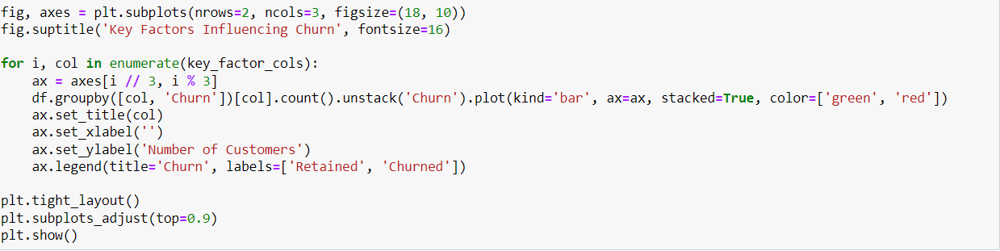 fig, axes = plt.subplots(nrows=2, ncols=3, figsize=(18, 10))
fig.suptitle('Key Factors Influencing Churn', fontsize=16)

for i, col in enumerate(key_factor_cols):
    ax = axes[i // 3, i % 3]
    df.groupby([col, 'Churn'])[col].count().unstack('Churn').plot(kind='bar', ax=ax, stacked=True, color=['green', 'red'])
    ax.set_title(col)
    ax.set_xlabel('')
    ax.set_ylabel('Number of Customers')
    ax.legend(title='Churn', labels=['Retained', 'Churned'])

plt.tight_layout()
plt.subplots_adjust(top=0.9)
plt.show()